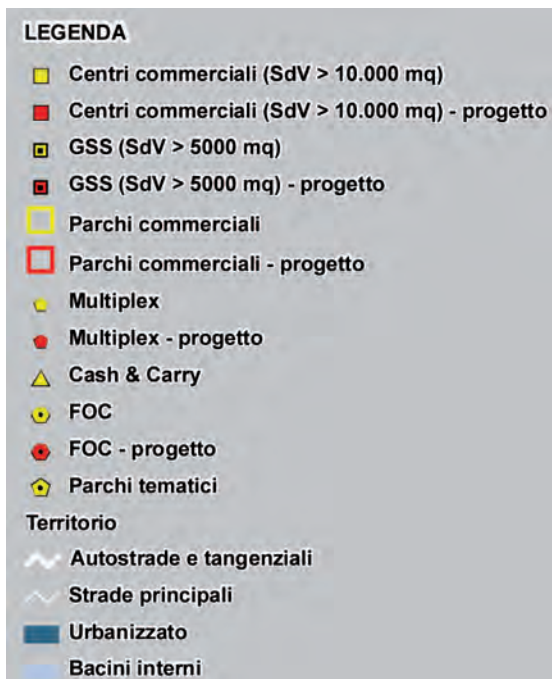 LEGENDA
Centri commerciali (SdV > 10.000 mq)
Centri commerciali (SdV > 10.000 mq) - progetto
GSS (SdV > 5000 mq)
GSS (SdV > 5000 mq) - progetto
Parchi commerciali
Parchi commerciali - progetto
Multiplex
Multiplex - progetto
Cash & Carry
FOC
FOC - progetto
Parchi tematici
Territorio
Autostrade e tangenziali
Strade principali
Urbanizzato
Bacini interni